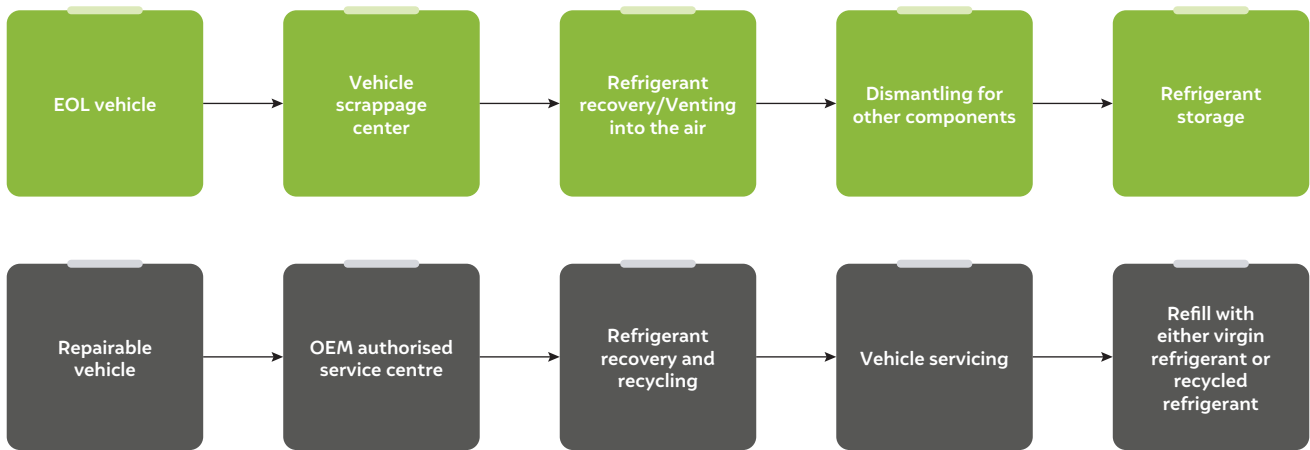 EOL vehicle
Vehicle
scrappage
center
Refrigerant
recovery/Venting
into the air
Dismantling for
other components
Refrigerant
storage
Repairable
vehicle
OEM authorised
service centre
Refrigerant
recovery and
recycling
Vehicle servicing
Refill with
either virgin
refrigerant or
recycled
refrigerant